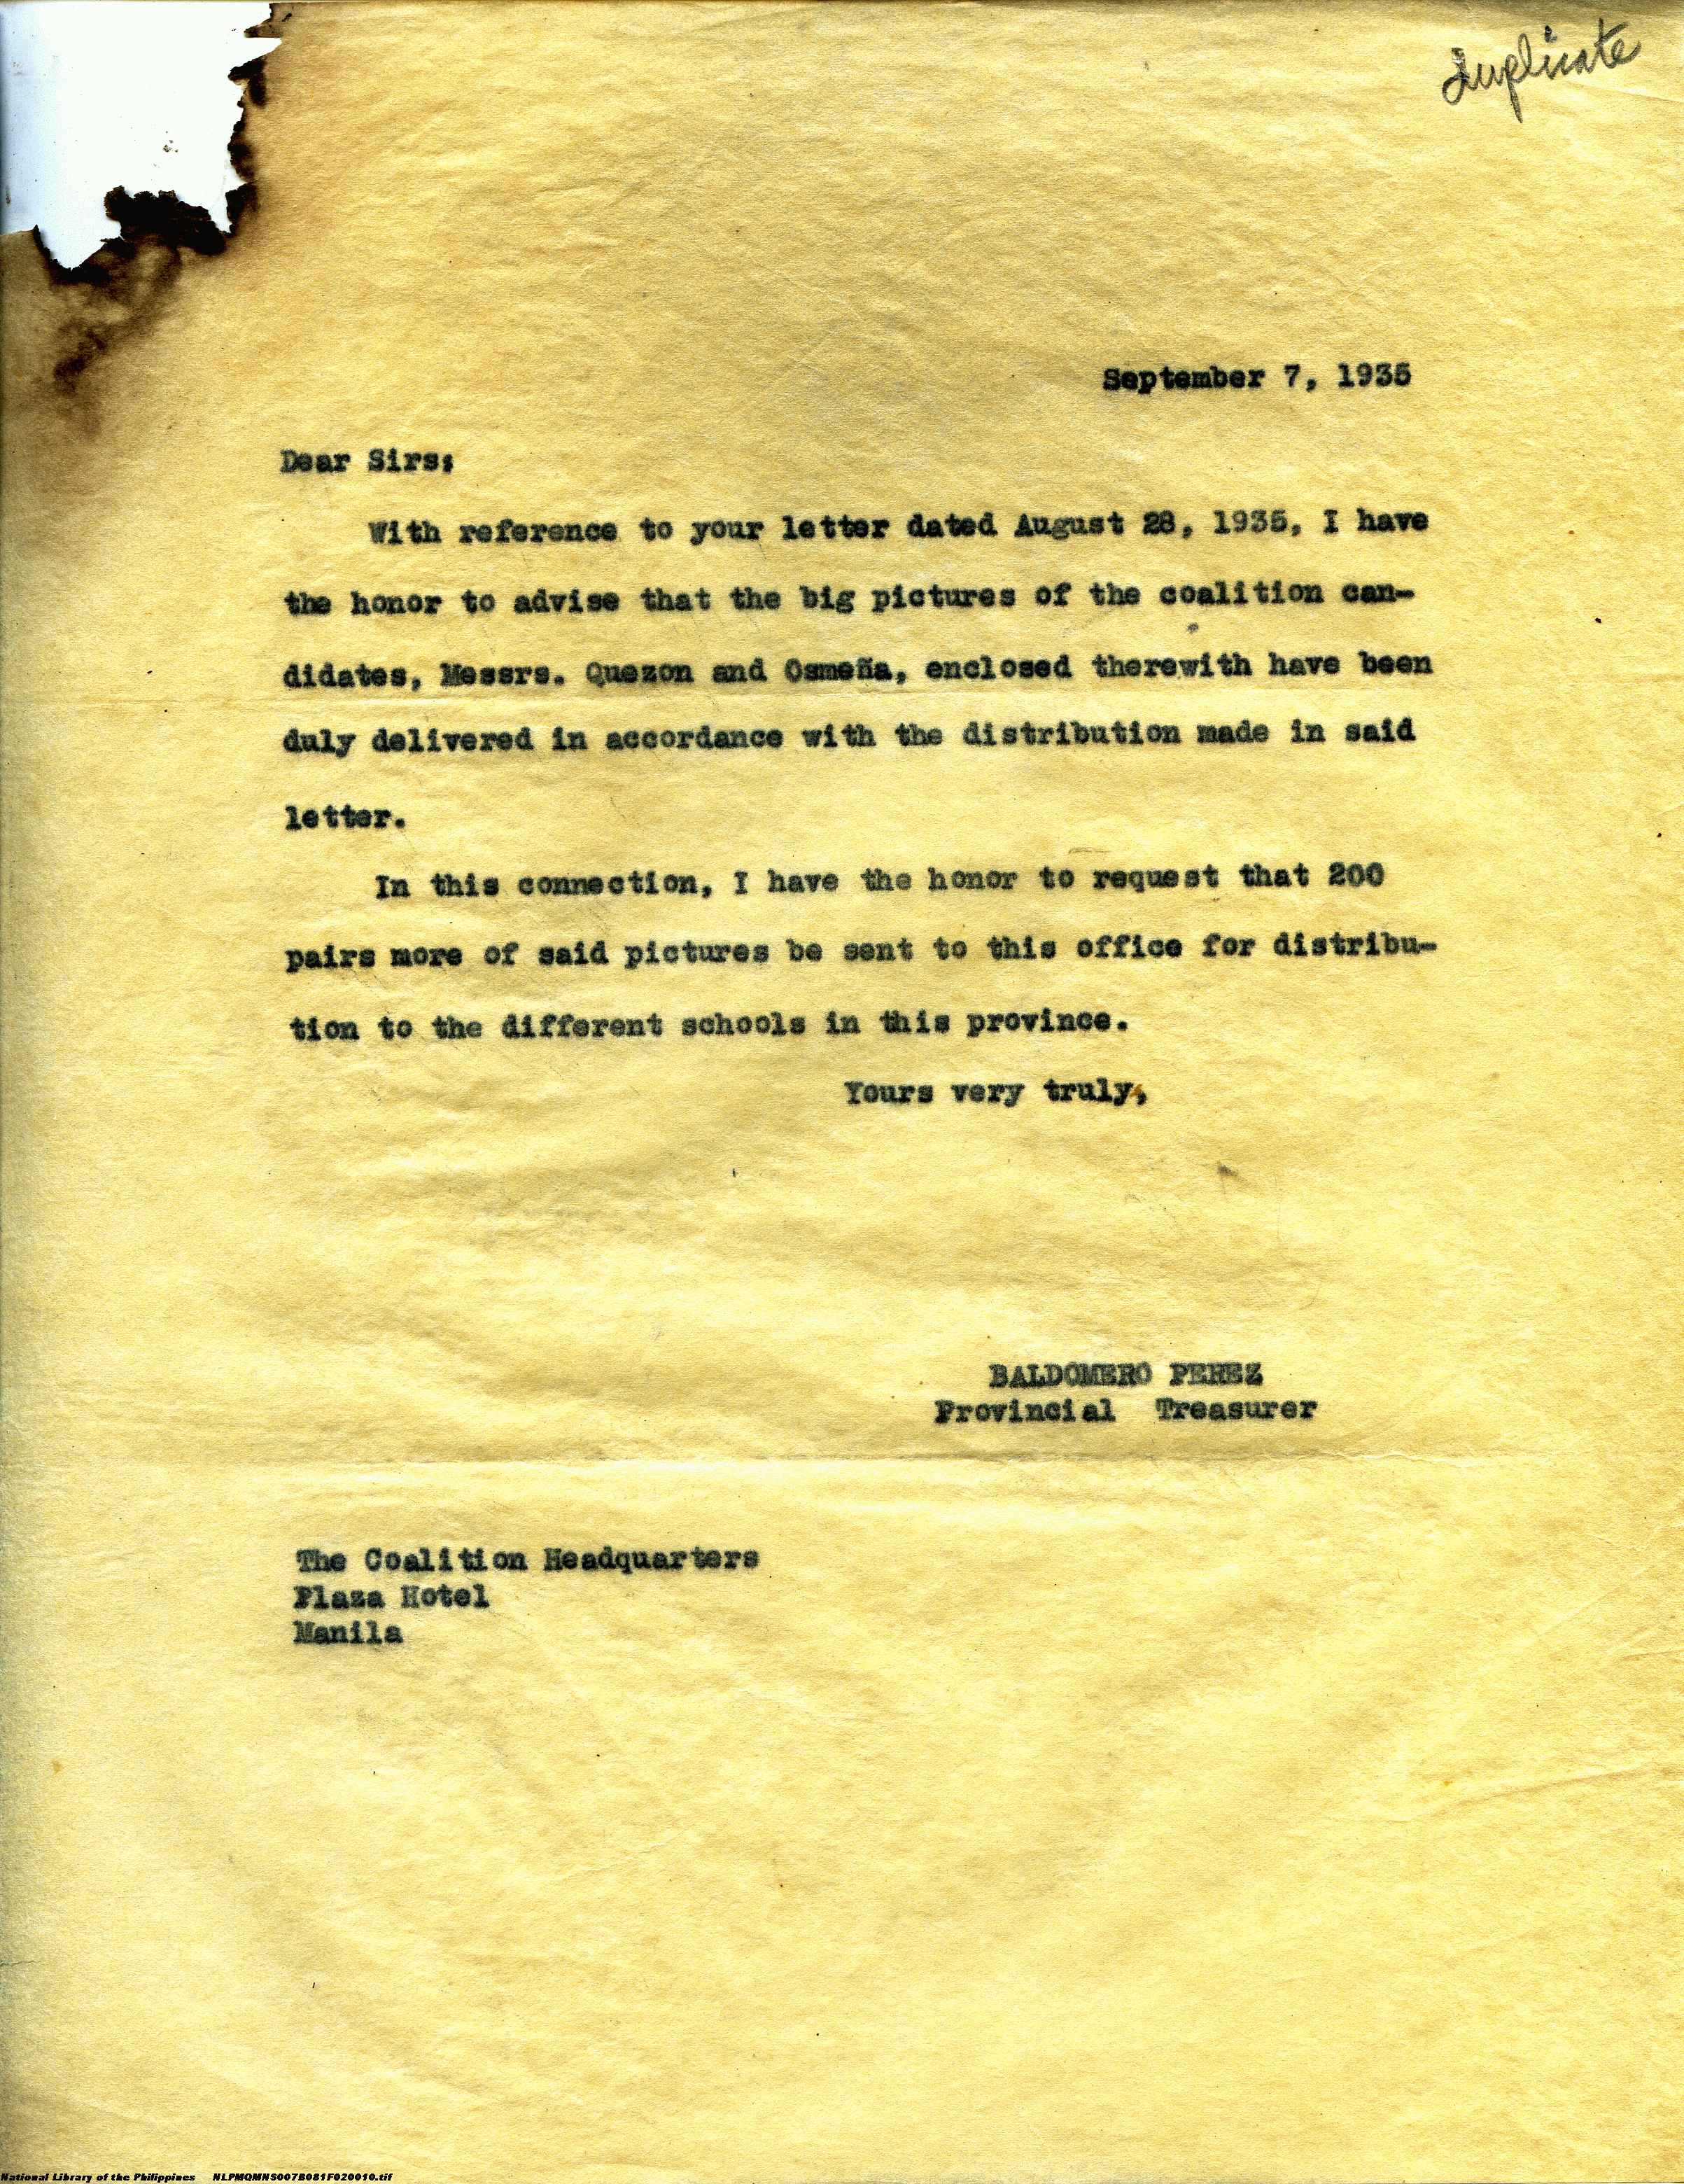 duplicate
September 7, 1935
Dear Sirs:
With reference to your letter dated August 28, 1935, I have
the honor to advise that the big pictures of the coalition can-
didates, Messrs. Quezon and Osmeña, enclosed therewith have been
duly delivered in accordance with the distribution made in said
letter.
In this connection, I have the honor to request that 200
pairs more of said pictures be sent to this office for distribu-
tion to the different schools in this province.
Yours very truly,
BALDOMERO PEREZ
Provincial Treasurer
The Coalition Headquarters
Plaza Hotel
Manila
National Library of the Philippines NLPMQMNS007B081F020010.tif